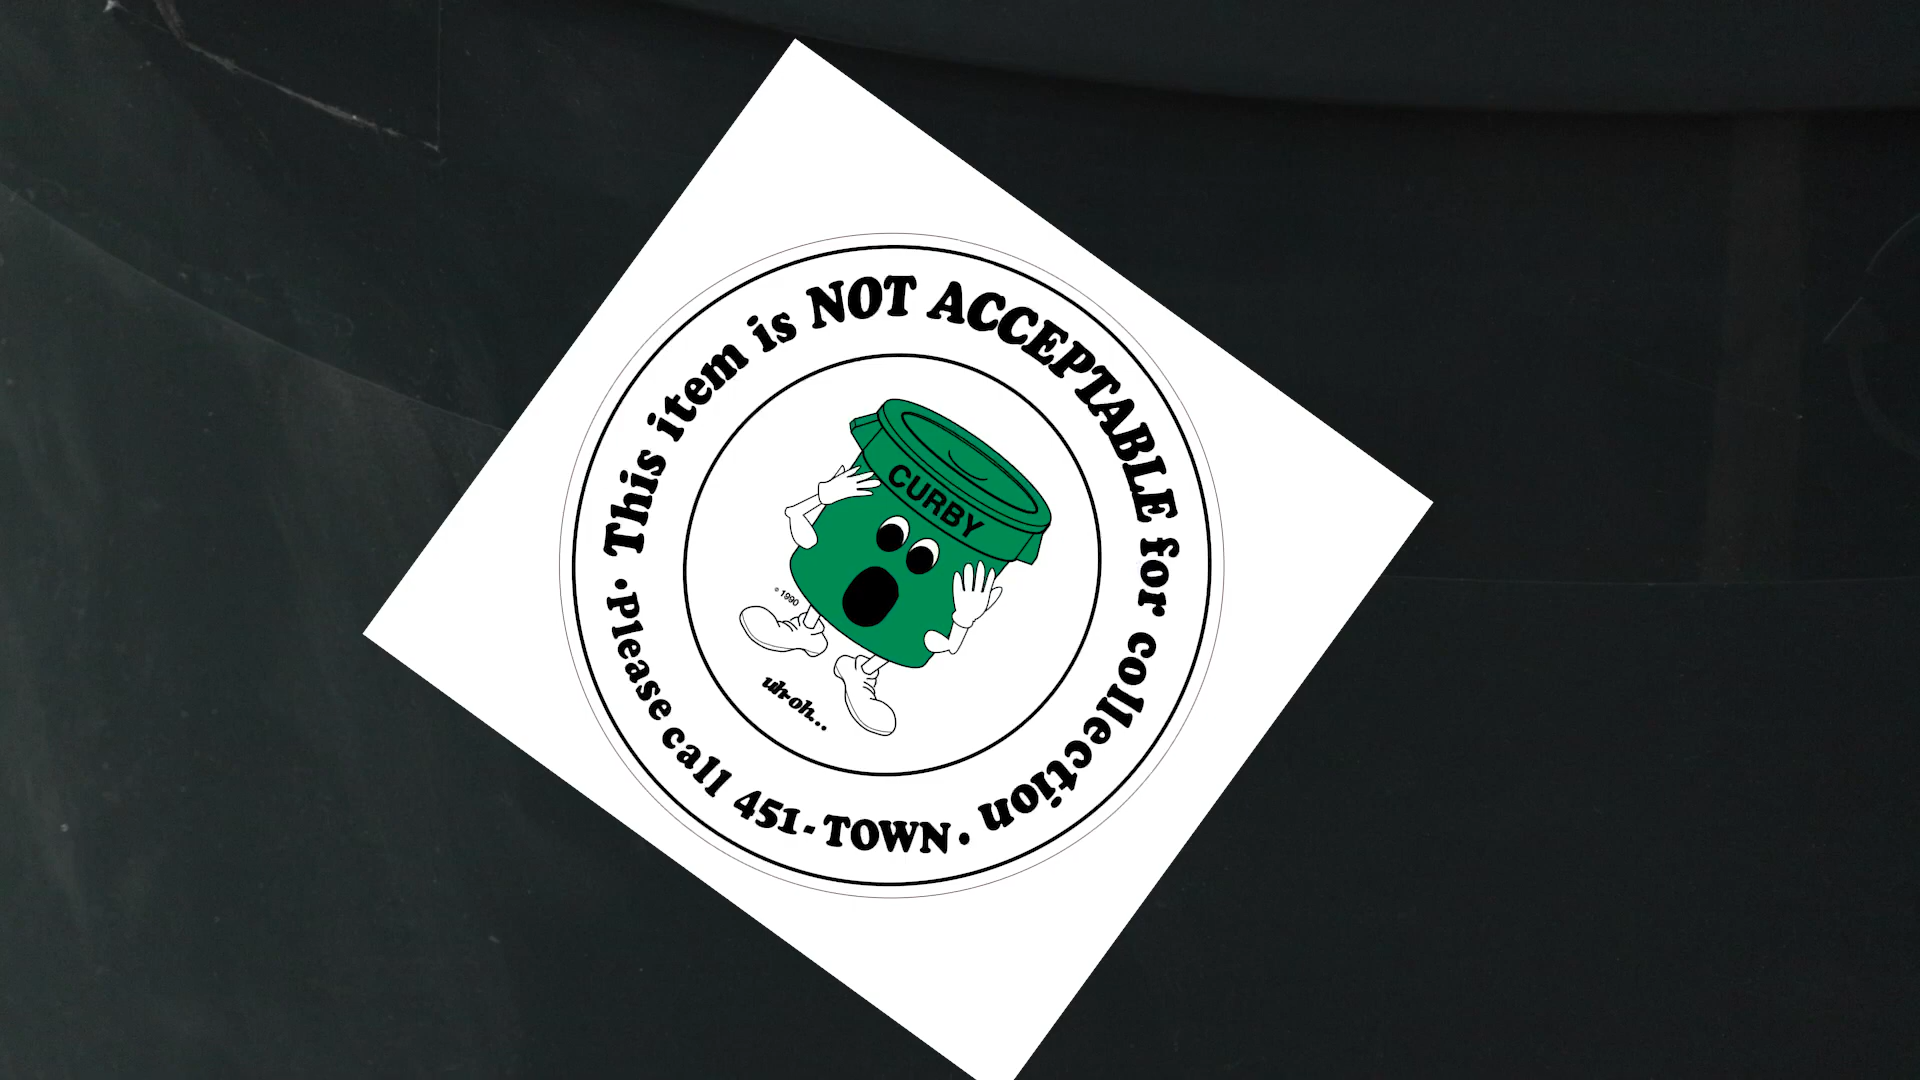 • This item is NOT ACCEPTABLE for collection
• Please call 451-TOWN •
CURBY
© 1990
uh-oh...